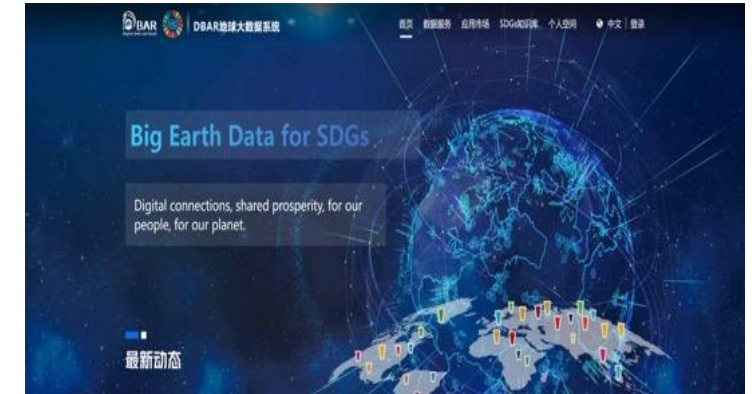 DBAR
DBAR地球大数据系统
首页 数据服务 应用市场 SDGs知识库 个人空间 中文 | 登录
Big Earth Data for SDGs
Digital connections, shared prosperity, for our
people, for our planet.
最新动态